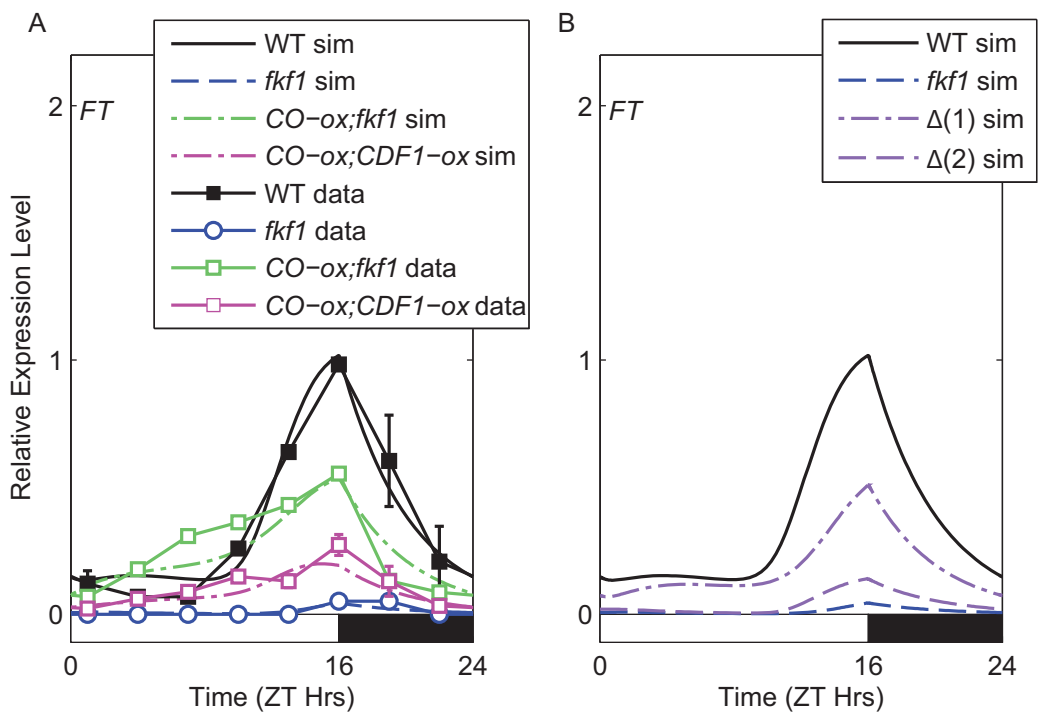 A
WT sim
fkf1 sim
CO−ox;fkf1 sim
CO−ox;CDF1−ox sim
WT data
fkf1 data
CO−ox;fkf1 data
CO−ox;CDF1−ox data
FT
2
1
0
Relative Expression Level
0
16
24
Time (ZT Hrs)
B
WT sim
fkf1 sim
Δ(1) sim
Δ(2) sim
FT
2
1
0
0
16
24
Time (ZT Hrs)